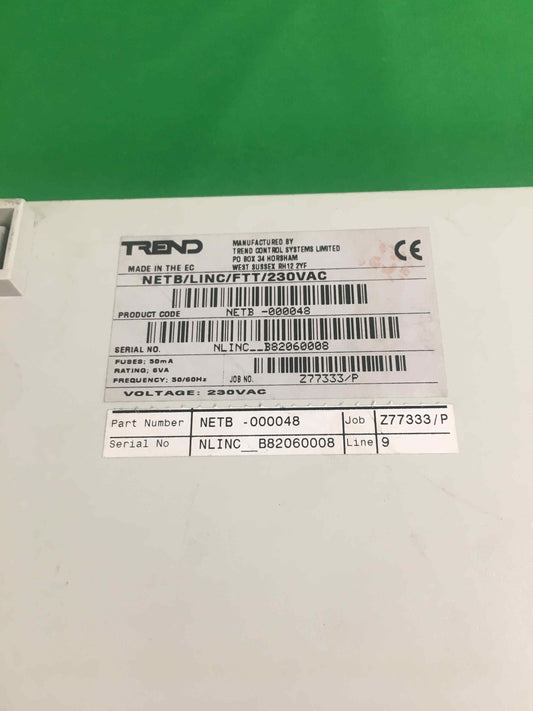 TREND
MANUFACTURED BY
TREND CONTROL SYSTEMS LIMITED
PO BOX 34 HORSHAM
WEST SUSSEX RH12 2YF
CE
MADE IN THE EC
NETB/LINC/FTT/230VAC
PRODUCT CODE NETB -000048
SERIAL NO. NLINC__B82060008
FUSES; 50mA
RATING; 6VA
FREQUENCY; 50/60Hz JOB NO. Z77333/P
VOLTAGE: 230VAC
Part Number NETB -000048 Job Z77333/P
Serial No NLINC__B82060008 Line 9